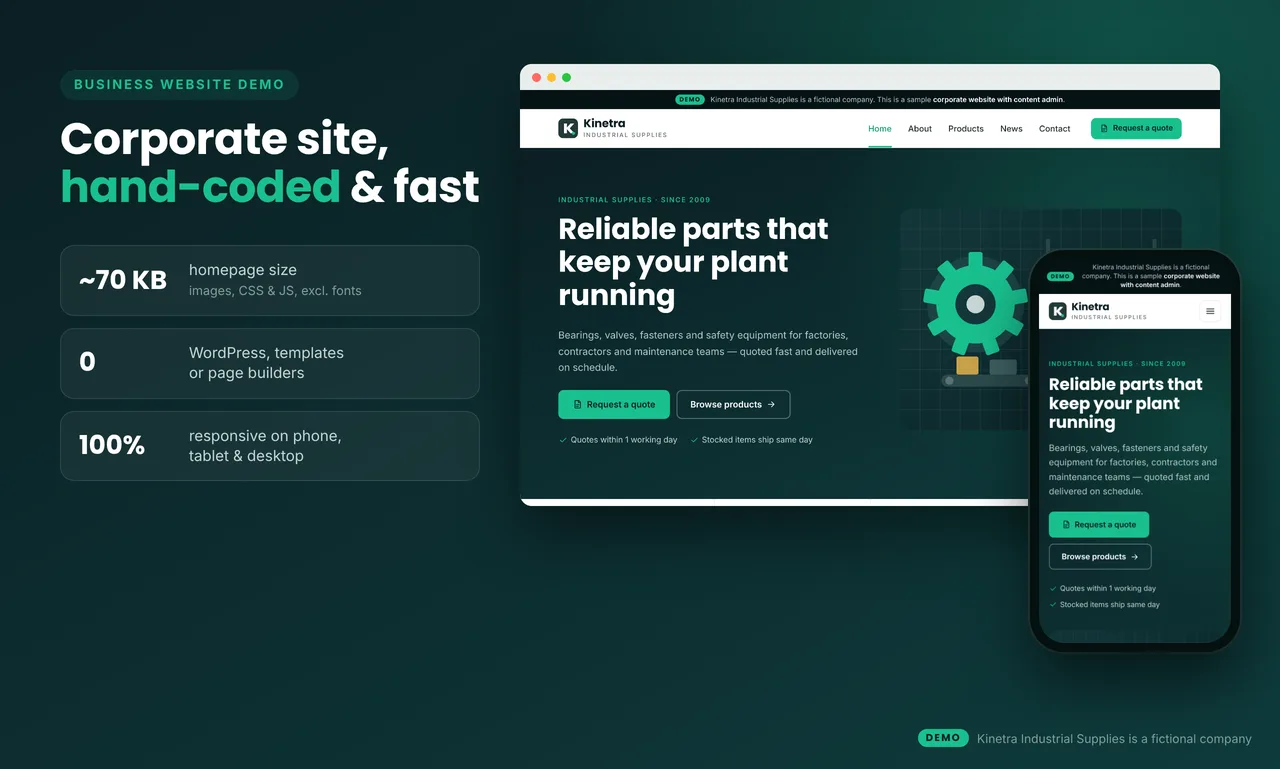 BUSINESS WEBSITE DEMO
Corporate site,
hand-coded & fast
~70 KB
homepage size
images, CSS & JS, excl. fonts
0
WordPress, templates
or page builders
100%
responsive on phone,
tablet & desktop
DEMO Kinetra Industrial Supplies is a fictional company. This is a sample corporate website with content admin.
K Kinetra
INDUSTRIAL SUPPLIES
Home About Products News Contact Request a quote
INDUSTRIAL SUPPLIES · SINCE 2009
Reliable parts that
keep your plant
running
Bearings, valves, fasteners and safety equipment for factories,
contractors and maintenance teams — quoted fast and delivered
on schedule.
Request a quote Browse products →
✓ Quotes within 1 working day ✓ Stocked items ship same day
DEMO
Kinetra Industrial Supplies is a fictional
company. This is a sample corporate website
with content admin.
K Kinetra
INDUSTRIAL SUPPLIES
INDUSTRIAL SUPPLIES · SINCE 2009
Reliable parts that
keep your plant
running
Bearings, valves, fasteners and safety
equipment for factories, contractors and
maintenance teams — quoted fast and
delivered on schedule.
Request a quote
Browse products →
✓ Quotes within 1 working day
✓ Stocked items ship same day
DEMO Kinetra Industrial Supplies is a fictional company